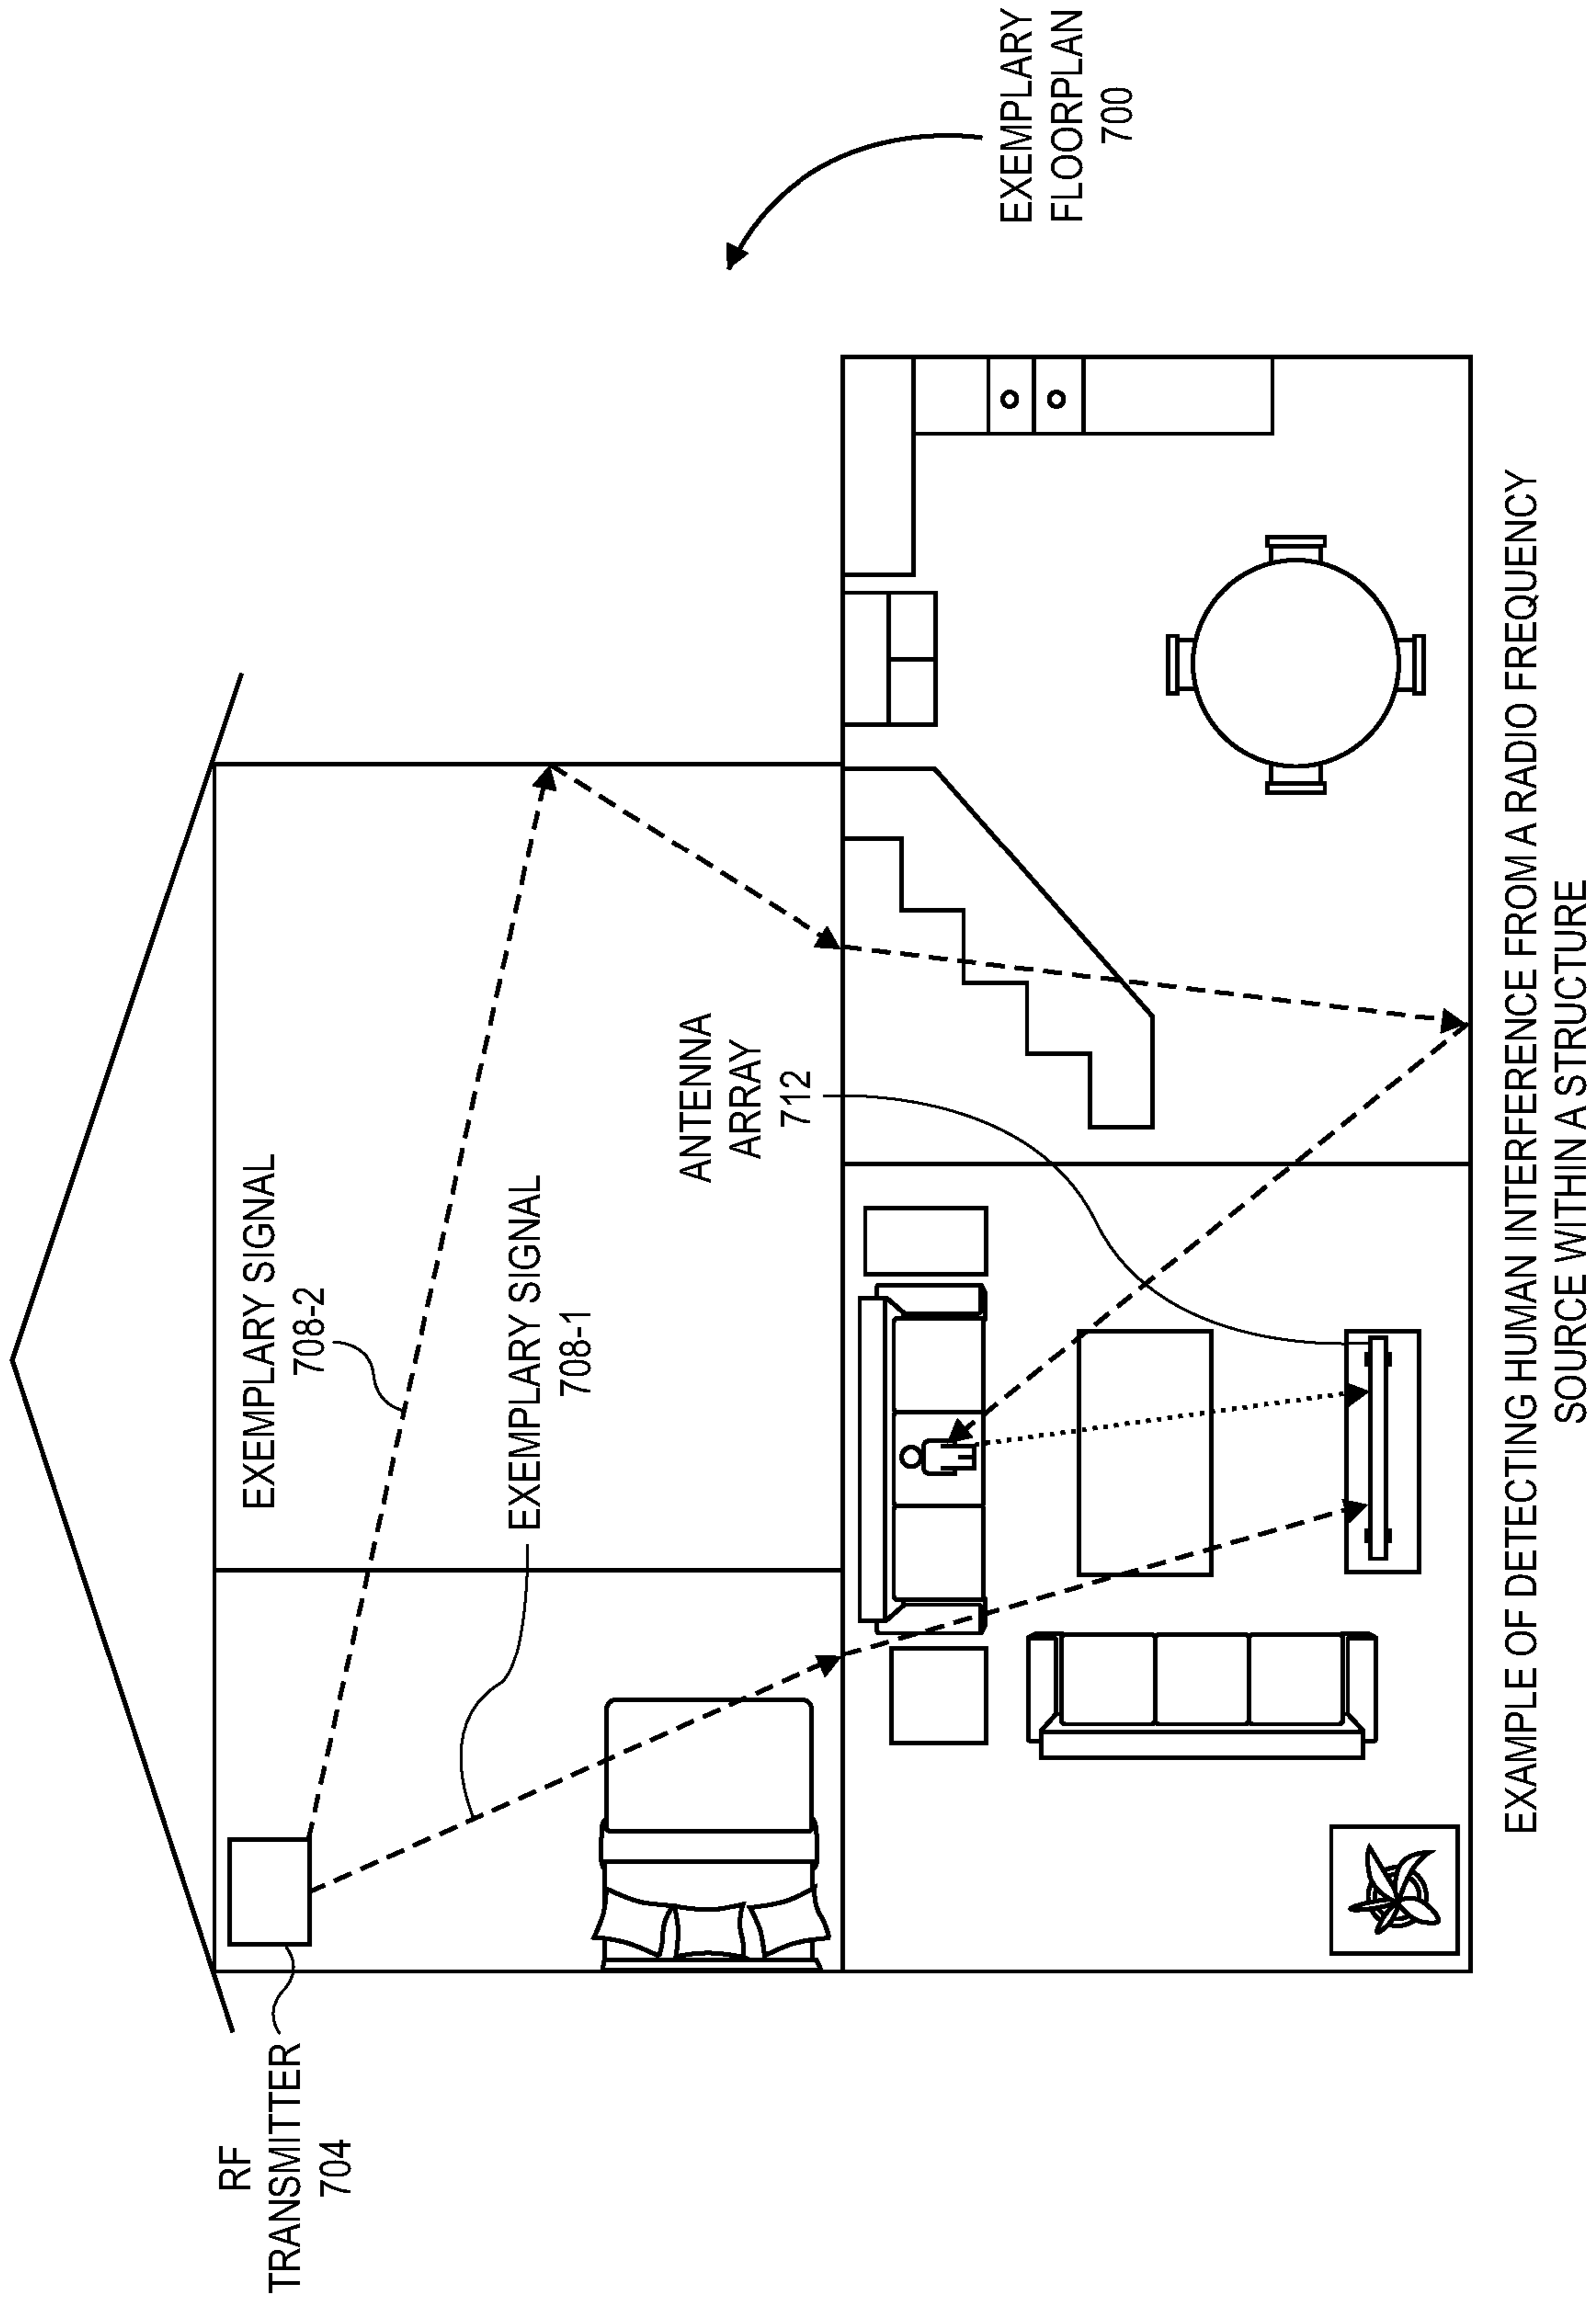 RF
TRANSMITTER
704
EXEMPLARY SIGNAL
708-2
EXEMPLARY SIGNAL
708-1
ANTENNA
ARRAY
712
EXEMPLARY
FLOORPLAN
700
EXAMPLE OF DETECTING HUMAN INTERFERENCE FROM A RADIO FREQUENCY
SOURCE WITHIN A STRUCTURE